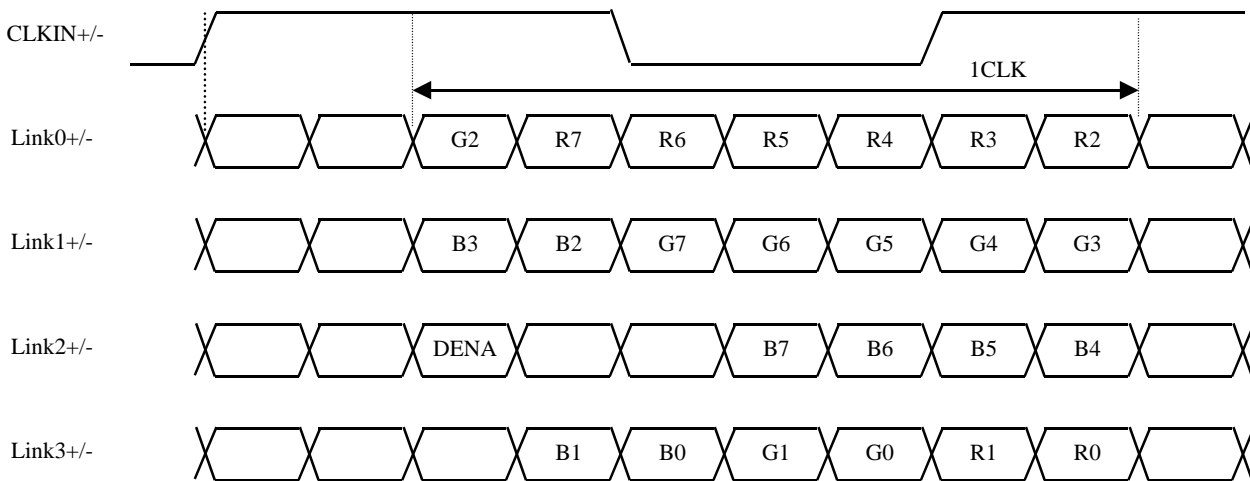 CLKIN+/-
1CLK
Link0+/- G2 R7 R6 R5 R4 R3 R2
Link1+/- B3 B2 G7 G6 G5 G4 G3
Link2+/- DENA B7 B6 B5 B4
Link3+/- B1 B0 G1 G0 R1 R0